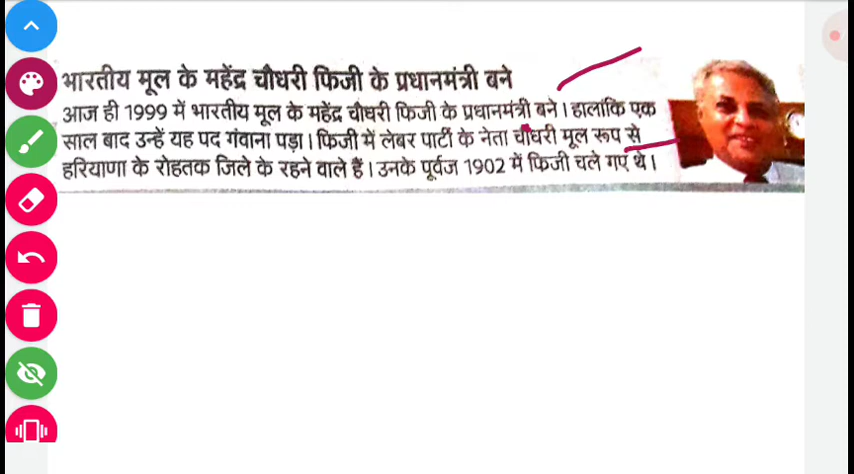 भारतीय मूल के महेंद्र चौधरी फिजी के प्रधानमंत्री बने
आज ही 1999 में भारतीय मूल के महेंद्र चौधरी फिजी के प्रधानमंत्री बने। हालांकि एक
साल बाद उन्हें यह पद गंवाना पड़ा। फिजी में लेबर पार्टी के नेता चौधरी मूल रूप से
हरियाणा के रोहतक जिले के रहने वाले हैं। उनके पूर्वज 1902 में फिजी चले गए थे।